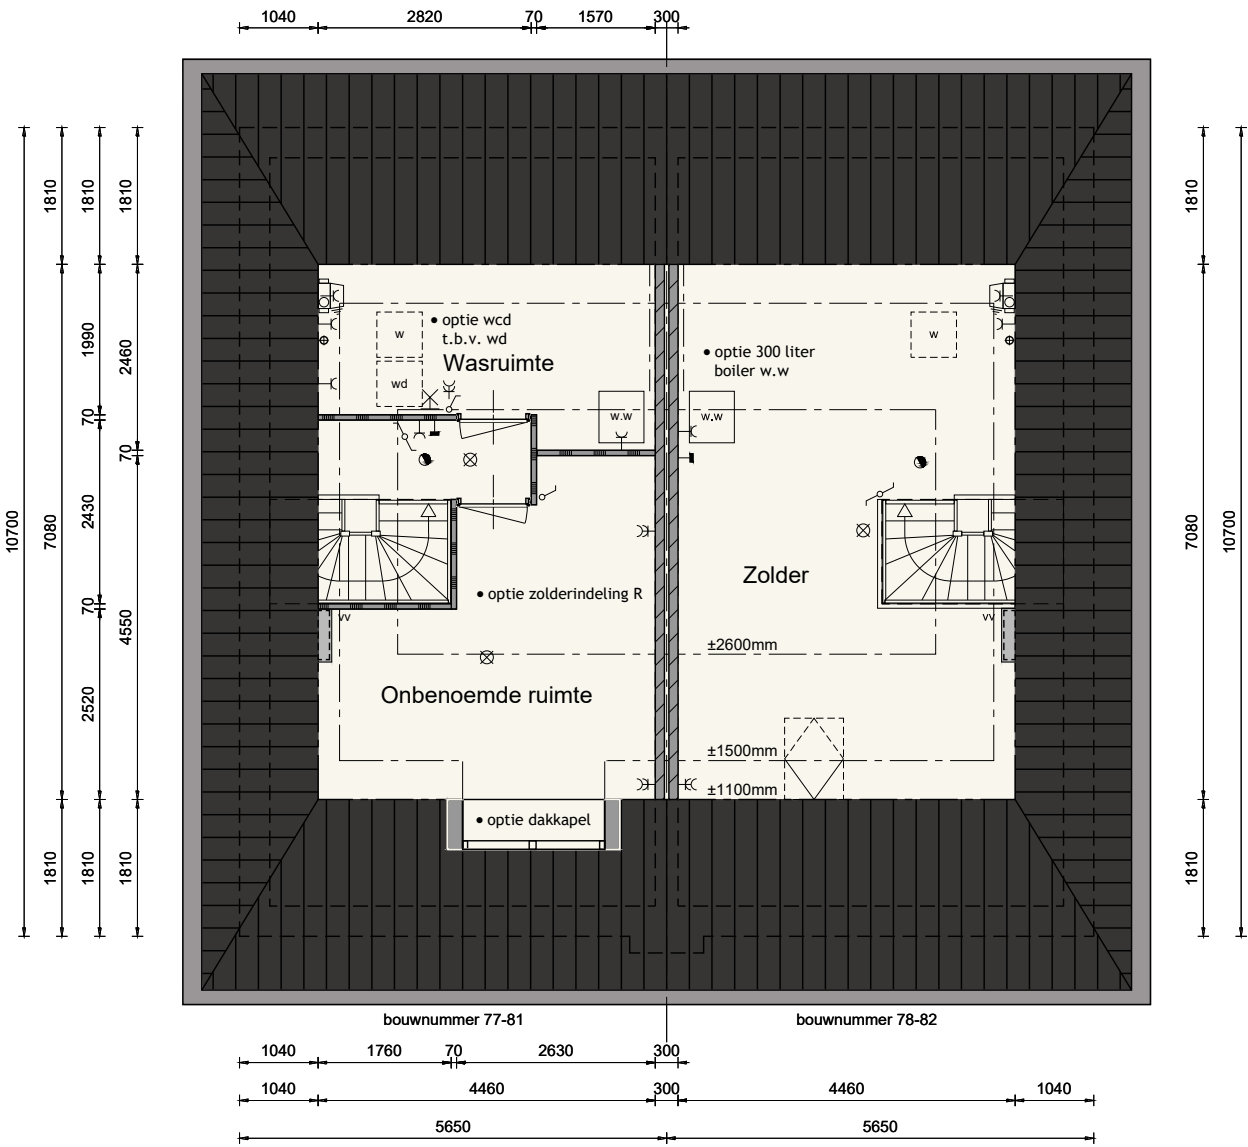 1040 2820 70 1570 300
10700
1810 7080 1810
1810 1990 70 2430 70 2520 1810
1810 2460 70 4550 1810
w
wd
• optie wcd
t.b.v. wd
Wasruimte
w.w
• optie 300 liter
boiler w.w
w.w
w
• optie zolderindeling R
Zolder
vv
vv
±2600mm
Onbenoemde ruimte
±1500mm
±1100mm
• optie dakkapel
1810 7080 1810
10700
bouwnummer 77-81
bouwnummer 78-82
1040 1760 70 2630 300
1040 4460 300 4460 1040
5650 5650